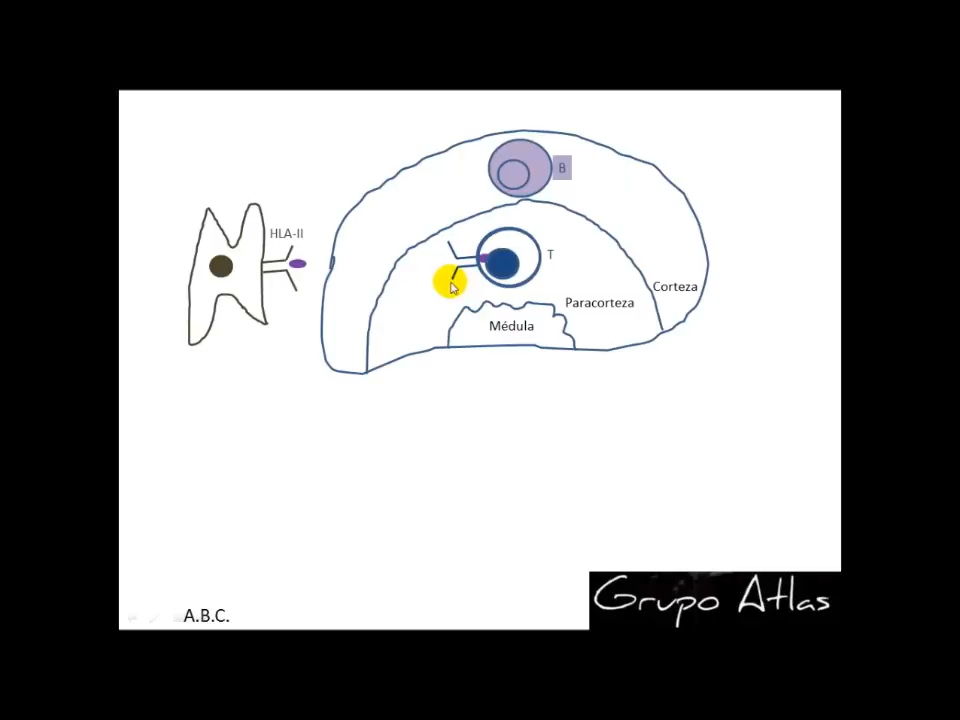 B
HLA-II
T
Corteza
Paracorteza
Médula
Grupo Atlas
A.B.C.